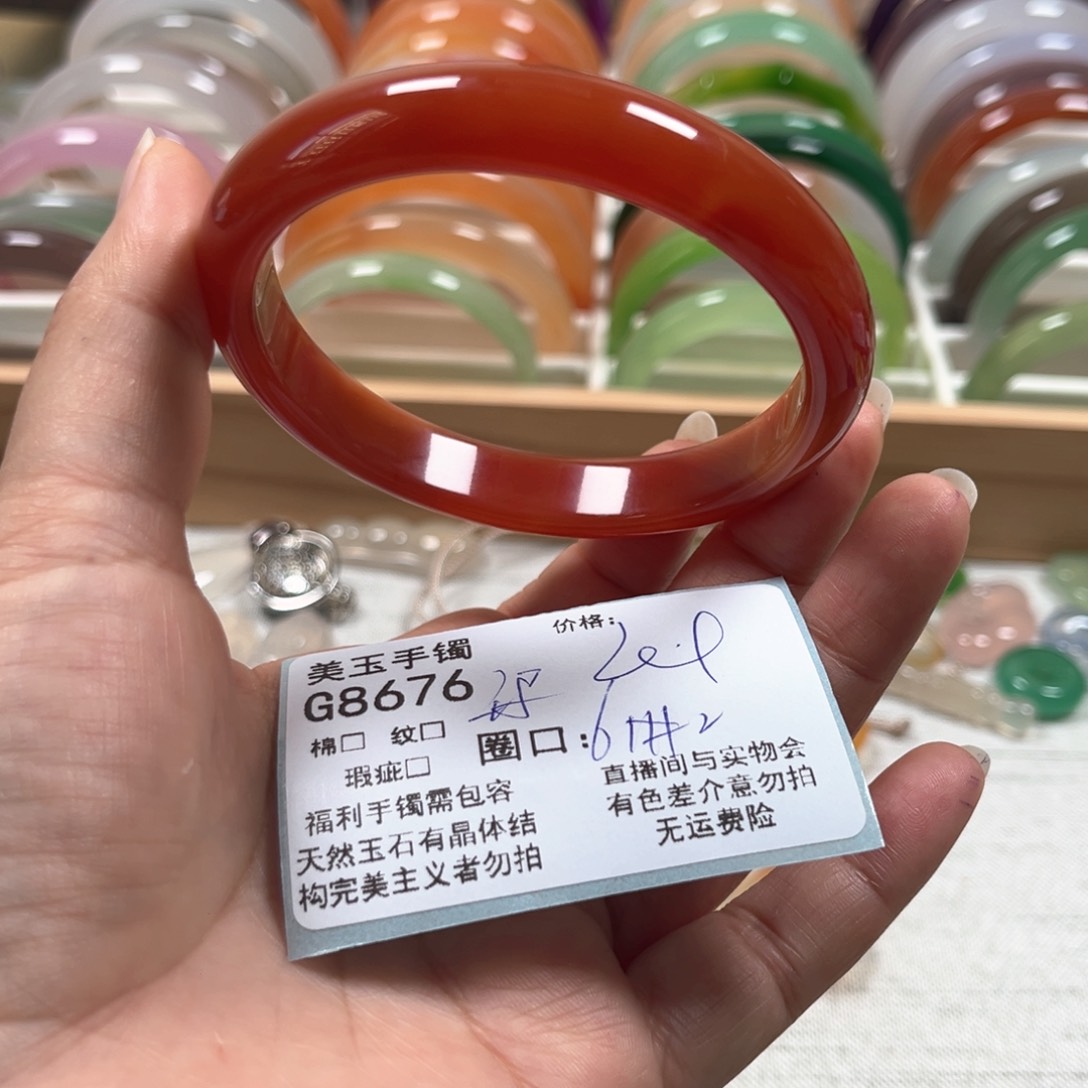 价格:
美玉手镯
G8676
棉□ 纹□ 圈口:61
瑕疵□
福利手镯需包容
天然玉石有晶体结
构完美主义者勿拍
直播间与实物会
有色差介意勿拍
无运费险